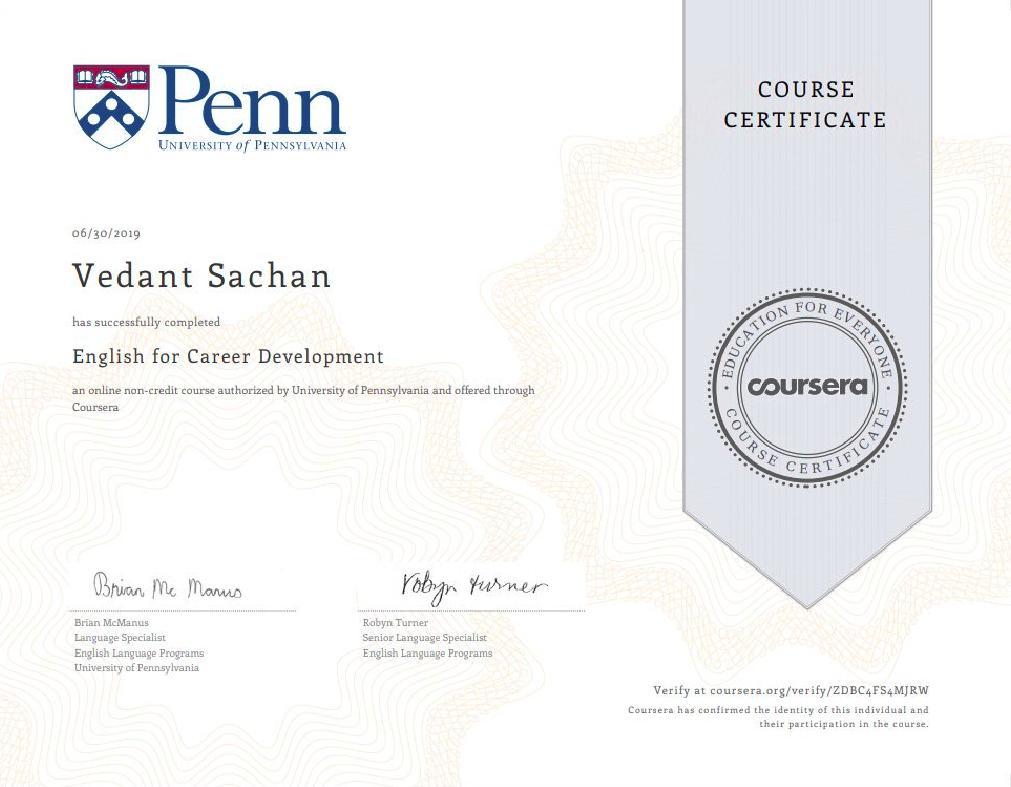 Penn
UNIVERSITY of PENNSYLVANIA
COURSE
CERTIFICATE
06/30/2019
Vedant Sachan
has successfully completed
English for Career Development
an online non-credit course authorized by University of Pennsylvania and offered through
Coursera
EDUCATION FOR EVERYONE
coursera
COURSE CERTIFICATE
Brian Mc Manus
Robyn Turner
Brian McManus
Language Specialist
English Language Programs
University of Pennsylvania
Robyn Turner
Senior Language Specialist
English Language Programs
Verify at coursera.org/verify/ZDBC4FS4MJRW
Coursera has confirmed the identity of this individual and
their participation in the course.